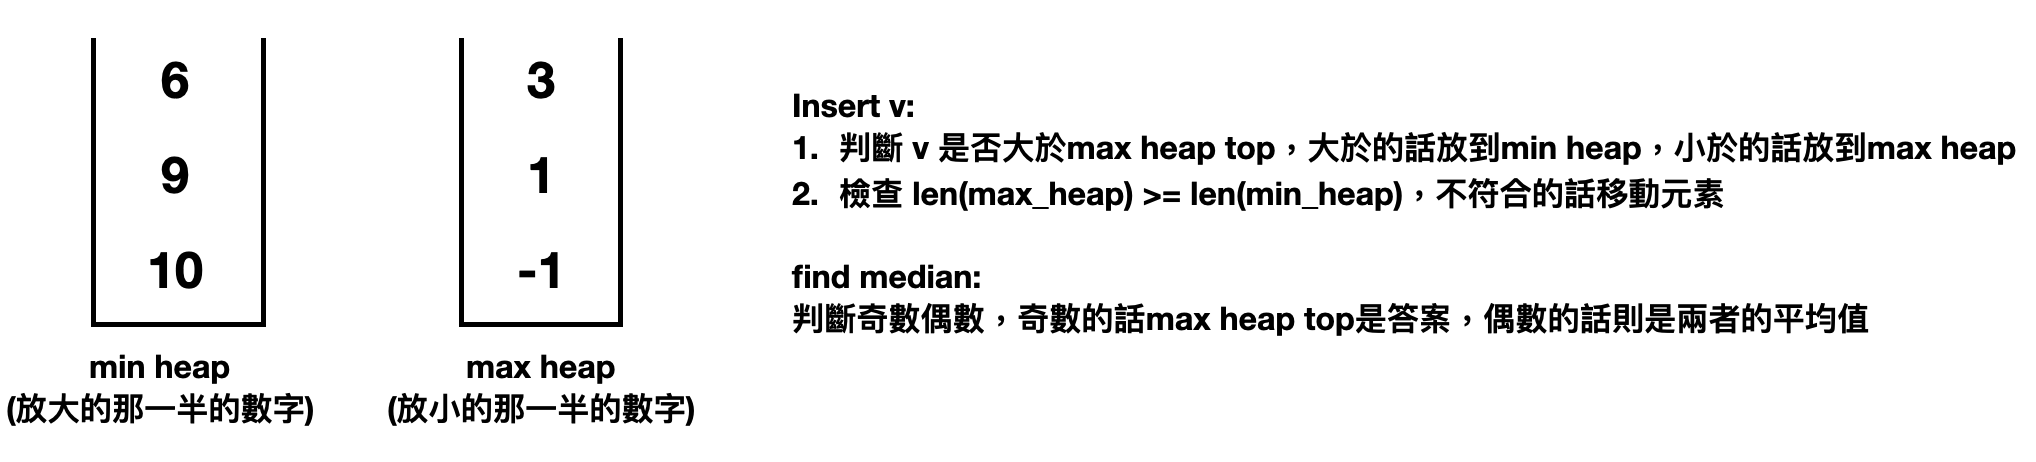 6
9
10
min heap
(放大的那一半的數字)
3
1
-1
max heap
(放小的那一半的數字)
Insert v:
1. 判斷 v 是否大於max heap top，大於的話放到min heap，小於的話放到max heap
2. 檢查 len(max_heap) >= len(min_heap)，不符合的話移動元素
find median:
判斷奇數偶數，奇數的話max heap top是答案，偶數的話則是兩者的平均值